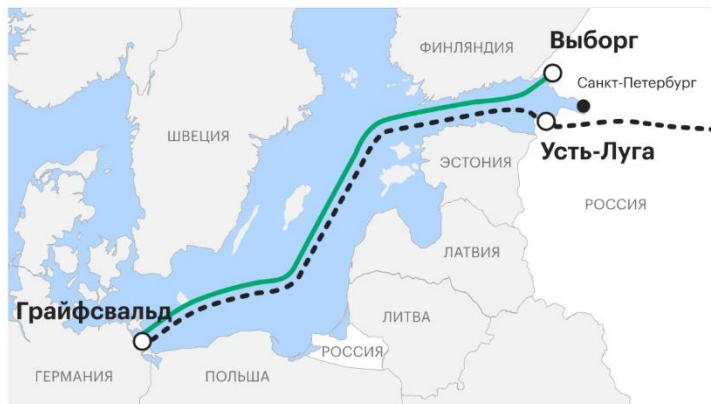 ФИНЛЯНДИЯ
Выборг
Санкт-Петербург
ШВЕЦИЯ
Усть-Луга
ЭСТОНИЯ
РОССИЯ
ЛАТВИЯ
Грайфсвальд
ЛИТВА
РОССИЯ
ГЕРМАНИЯ
ПОЛЬША